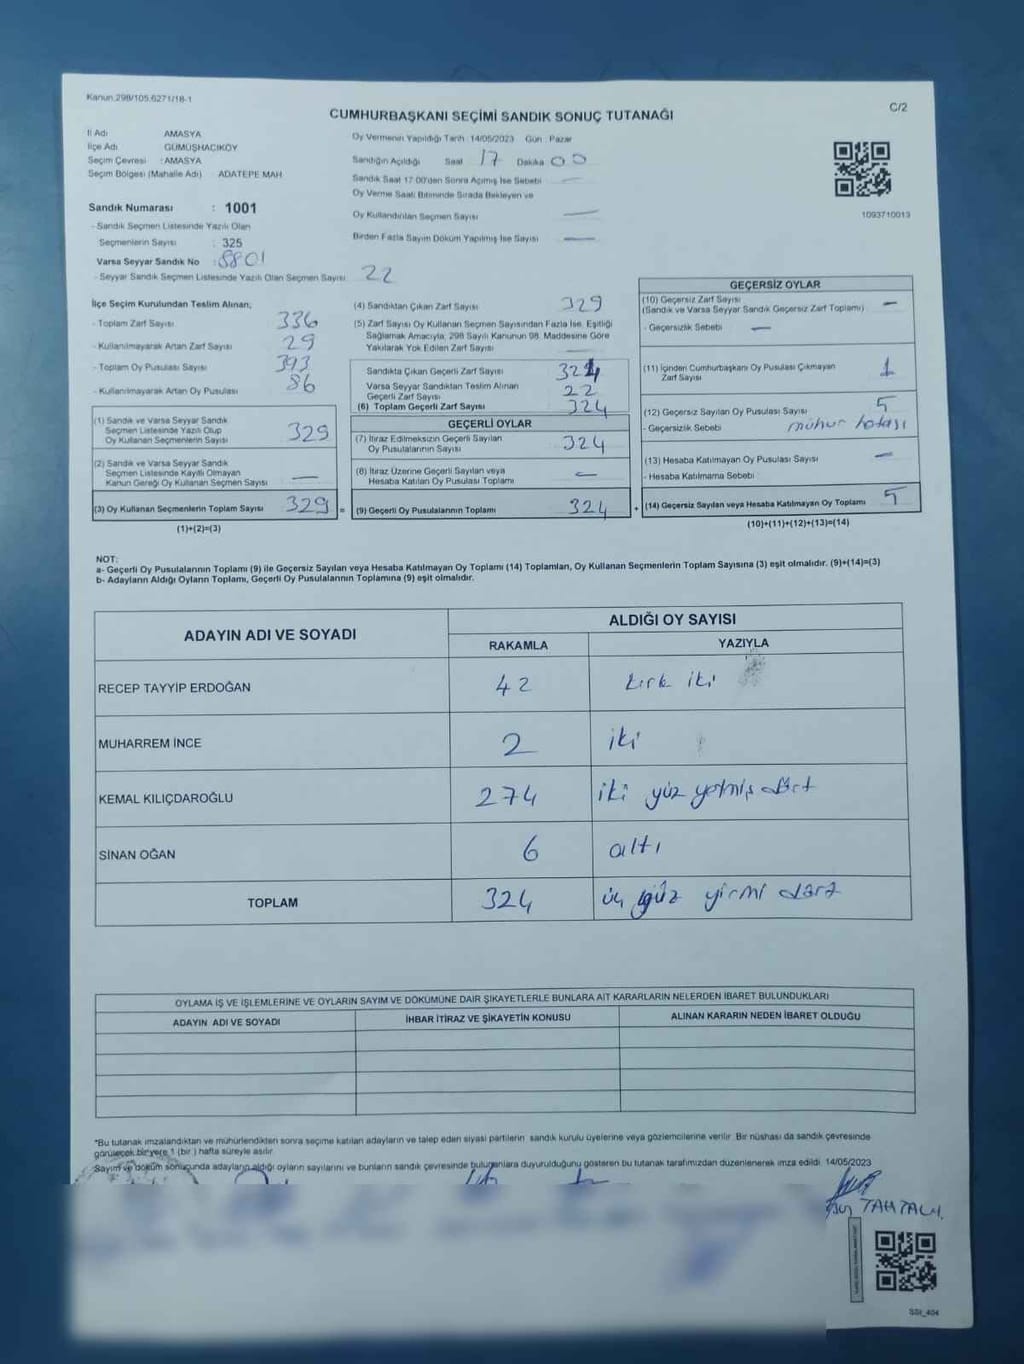 Kanun.298/105.6271/18-1
C/2
CUMHURBAŞKANI SEÇİMİ SANDIK SONUÇ TUTANAĞI
İl Adı AMASYA
İlçe Adı GÜMÜŞHACIKÖY
Seçim Çevresi : AMASYA
Seçim Bölgesi (Mahalle Adı) : ADATEPE MAH
Sandık Numarası : 1001
- Sandık Seçmen Listesinde Yazılı Olan
Seçmenlerin Sayısı : 325
Varsa Seyyar Sandık No : 8801
- Seyyar Sandık Seçmen Listesinde Yazılı Olan Seçmen Sayısı 22
Oy Vermenin Yapıldığı Tarih :14/05/2023 Gün : Pazar
Sandığın Açıldığı Saat 17 Dakika 00
Sandık Saat 17:00'den Sonra Açılmış İse Sebebi —
Oy Verme Saati Bitiminde Sırada Bekleyen ve
Oy Kullandırılan Seçmen Sayısı —
Birden Fazla Sayım Döküm Yapılmış İse Sayısı —
1093710013
İlçe Seçim Kurulundan Teslim Alınan;
- Toplam Zarf Sayısı 336
- Kullanılmayarak Artan Zarf Sayısı 29
- Toplam Oy Pusulası Sayısı 393
- Kullanılmayarak Artan Oy Pusulası 86
(1) Sandık ve Varsa Seyyar Sandık
Seçmen Listesinde Yazılı Olup
Oy Kullanan Seçmenlerin Sayısı 329
(2) Sandık ve Varsa Seyyar Sandık
Seçmen Listesinde Kayıtlı Olmayan
Kanun Gereği Oy Kullanan Seçmen Sayısı —
(3) Oy Kullanan Seçmenlerin Toplam Sayısı 329 =
(1)+(2)=(3)
(4) Sandıktan Çıkan Zarf Sayısı 329
(5) Zarf Sayısı Oy Kullanan Seçmen Sayısından Fazla İse, Eşitliği
Sağlamak Amacıyla, 298 Sayılı Kanunun 98. Maddesine Göre
Yakılarak Yok Edilen Zarf Sayısı —
Sandıkta Çıkan Geçerli Zarf Sayısı 324
Varsa Seyyar Sandıktan Teslim Alınan
Geçerli Zarf Sayısı 22
(6) Toplam Geçerli Zarf Sayısı 324
GEÇERLİ OYLAR
(7) İtiraz Edilmeksizin Geçerli Sayılan
Oy Pusulalarının Sayısı 324
(8) İtiraz Üzerine Geçerli Sayılan veya
Hesaba Katılan Oy Pusulası Toplamı —
(9) Geçerli Oy Pusulalarının Toplamı 324 +
GEÇERSİZ OYLAR
(10) Geçersiz Zarf Sayısı —
(Sandık ve Varsa Seyyar Sandık Geçersiz Zarf Toplamı)
- Geçersizlik Sebebi —
(11) İçinden Cumhurbaşkanı Oy Pusulası Çıkmayan
Zarf Sayısı
(12) Geçersiz Sayılan Oy Pusulası Sayısı 5
- Geçersizlik Sebebi mühür hatası
(13) Hesaba Katılmayan Oy Pusulası Sayısı —
- Hesaba Katılmama Sebebi
(14) Geçersiz Sayılan veya Hesaba Katılmayan Oy Toplamı 5
(10)+(11)+(12)+(13)=(14)
NOT:
a- Geçerli Oy Pusulalarının Toplamı (9) ile Geçersiz Sayılan veya Hesaba Katılmayan Oy Toplamı (14) Toplamları, Oy Kullanan Seçmenlerin Toplam Sayısına (3) eşit olmalıdır. (9)+(14)=(3)
b- Adayların Aldığı Oyların Toplamı, Geçerli Oy Pusulalarının Toplamına (9) eşit olmalıdır.
ADAYIN ADI VE SOYADI
ALDIĞI OY SAYISI
RAKAMLA YAZIYLA
RECEP TAYYİP ERDOĞAN 42 kırk iki
MUHARREM İNCE 2 iki
KEMAL KILIÇDAROĞLU 274 iki yüz yetmiş dört
SİNAN OĞAN 6 altı
TOPLAM 324 üç yüz yirmi dört
OYLAMA İŞ VE İŞLEMLERİNE VE OYLARIN SAYIM VE DÖKÜMÜNE DAİR ŞİKAYETLERLE BUNLARA AİT KARARLARIN NELERDEN İBARET BULUNDUKLARI
ADAYIN ADI VE SOYADI İHBAR İTİRAZ VE ŞİKAYETİN KONUSU ALINAN KARARIN NEDEN İBARET OLDUĞU
*Bu tutanak imzalandıktan ve mühürlendikten sonra seçime katılan adayların ve talep eden siyasi partilerin sandık kurulu üyelerine veya gözlemcilerine verilir. Bir nüshası da sandık çevresinde
görülecek bir yere 1 (bir ) hafta süreyle asılır.
Sayım ve döküm sonucunda adayların aldığı oyların sayılarını ve bunların sandık çevresinde bulunanlara duyurulduğunu gösteren bu tutanak tarafımızdan düzenlenerek imza edildi. 14/05/2023
TAHTALI
SSI_404